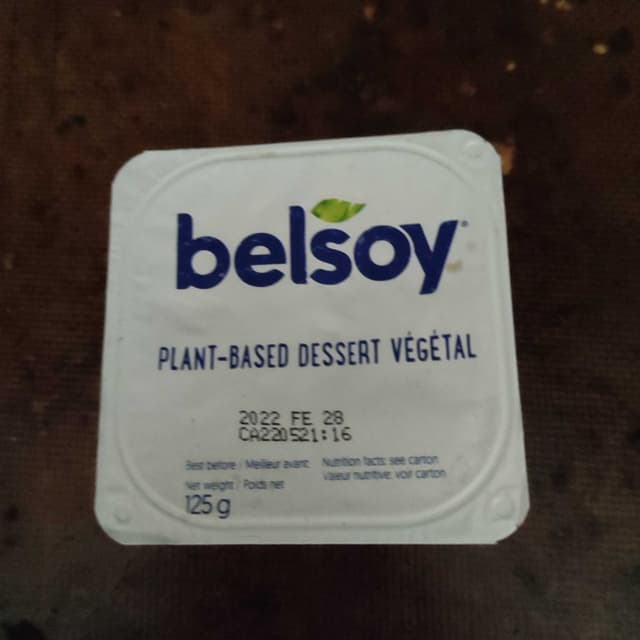 belsoy
PLANT-BASED DESSERT VÉGÉTAL
2022 FE 28
CA220521:16
Best before / Meilleur avant
Net weight / Poids net
125 g
Nutrition facts: see carton
Valeur nutritive: voir carton